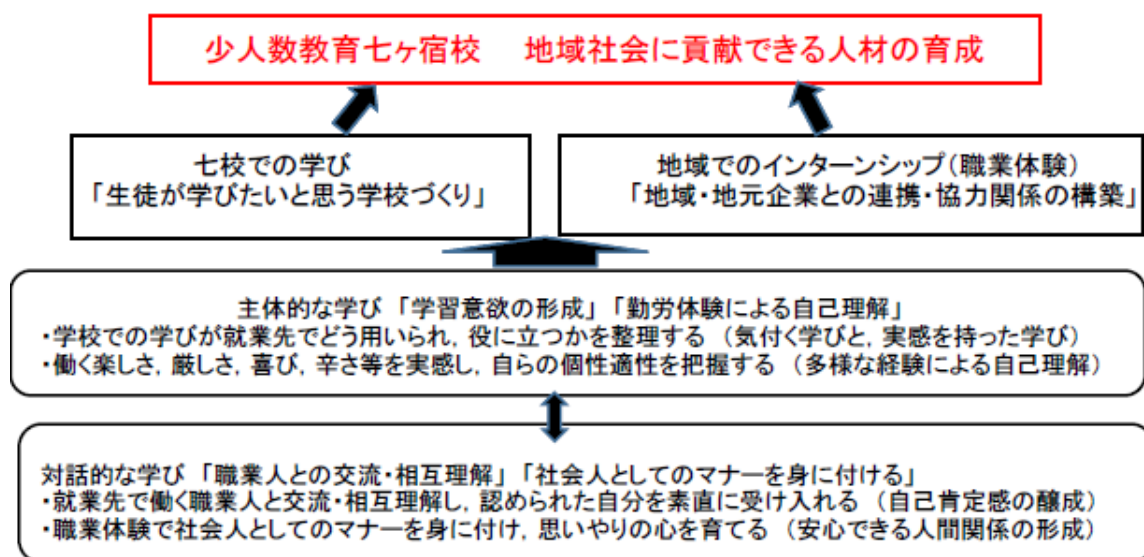 少人数教育七ヶ宿校　地域社会に貢献できる人材の育成
七校での学び
「生徒が学びたいと思う学校づくり」
地域でのインターンシップ（職業体験）
「地域・地元企業との連携・協力関係の構築」
主体的な学び 「学習意欲の形成」 「勤労体験による自己理解」
・学校での学びが就業先でどう用いられ，役に立つかを整理する （気付く学びと，実感を持った学び）
・働く楽しさ，厳しさ，喜び，辛さ等を実感し，自らの個性適性を把握する （多様な経験による自己理解）
対話的な学び 「職業人との交流・相互理解」 「社会人としてのマナーを身に付ける」
・就業先で働く職業人と交流・相互理解し，認められた自分を素直に受け入れる （自己肯定感の醸成）
・職業体験で社会人としてのマナーを身に付け，思いやりの心を育てる （安心できる人間関係の形成）